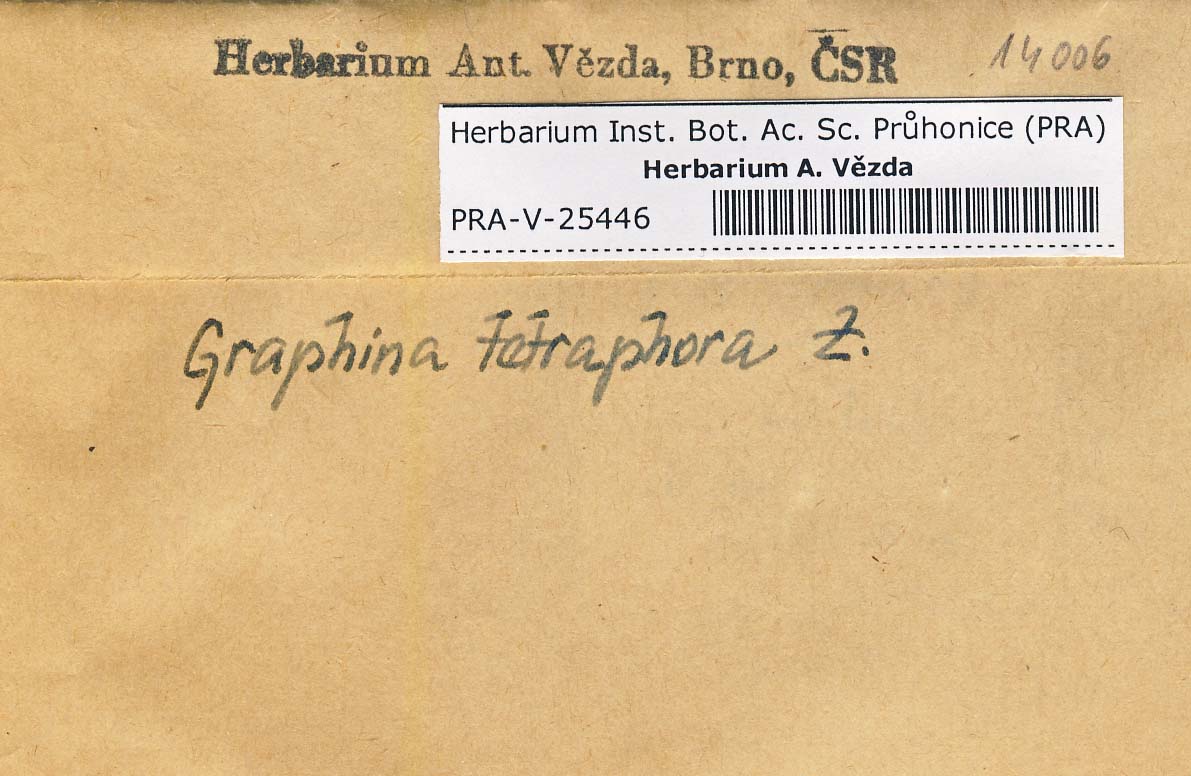 Herbarium Ant. Vězda, Brno, ČSR 14006
Herbarium Inst. Bot. Ac. Sc. Průhonice (PRA)
Herbarium A. Vězda
PRA-V-25446
Graphina tetraphora Z.